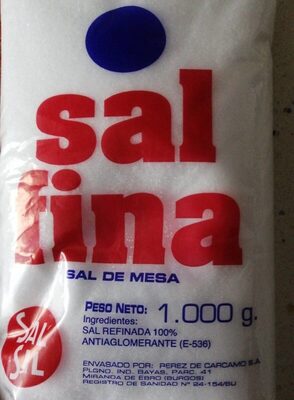 sal
fina
SAL DE MESA
PESO NETO: 1.000 g.
Ingredientes:
SAL REFINADA 100%
ANTIAGLOMERANTE (E-536)
SAL
SOL
ENVASADO POR: PEREZ DE CARCAMO S.A.
PLGNO. IND. BAYAS, PARC. 41
MIRANDA DE EBRO (BURGOS)
REGISTRO DE SANIDAD Nº 24-154/BU